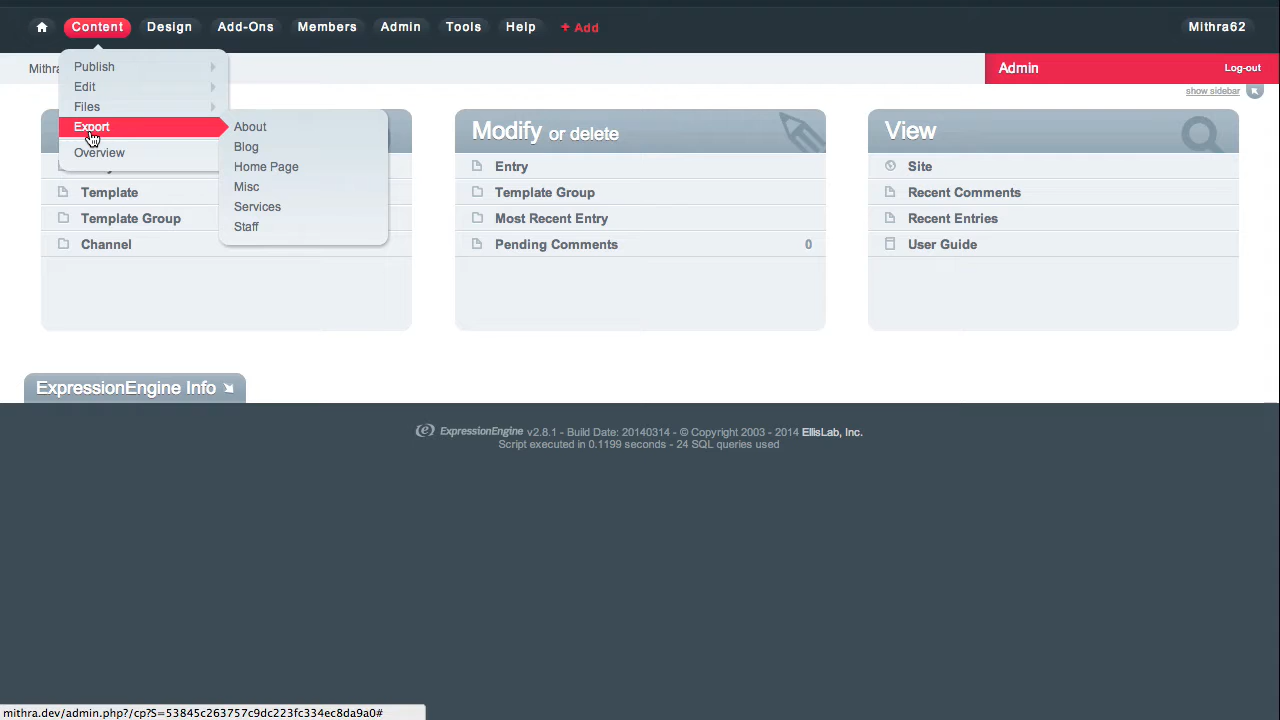 Content Design Add-Ons Members Admin Tools Help + Add Mithra62
Mithra
Admin Log-out
show sidebar
Publish
Edit
Files
Export
Overview
About
Blog
Home Page
Misc
Services
Staff
Template
Template Group
Channel
Modify or delete
Entry
Template Group
Most Recent Entry
Pending Comments 0
View
Site
Recent Comments
Recent Entries
User Guide
ExpressionEngine Info
ExpressionEngine v2.8.1 - Build Date: 20140314 - © Copyright 2003 - 2014 EllisLab, Inc.
Script executed in 0.1199 seconds - 24 SQL queries used
mithra.dev/admin.php?/cp?S=53845c263757c9dc223fc334ec8da9a0#